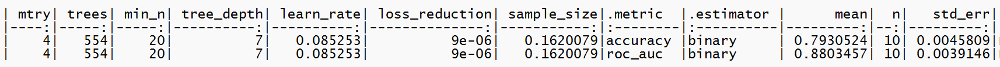 | mtry| trees| min_n| tree_depth| learn_rate| loss_reduction| sample_size|.metric  |.estimator |      mean|  n|   std_err|
|----:|-----:|-----:|----------:|----------:|--------------:|-----------:|:--------|:----------|---------:|--:|---------:|
|    4|   554|    20|          7|   0.085253|          9e-06|   0.1620079|accuracy |binary     | 0.7930524| 10| 0.0045809|
|    4|   554|    20|          7|   0.085253|          9e-06|   0.1620079|roc_auc  |binary     | 0.8803457| 10| 0.0039146|